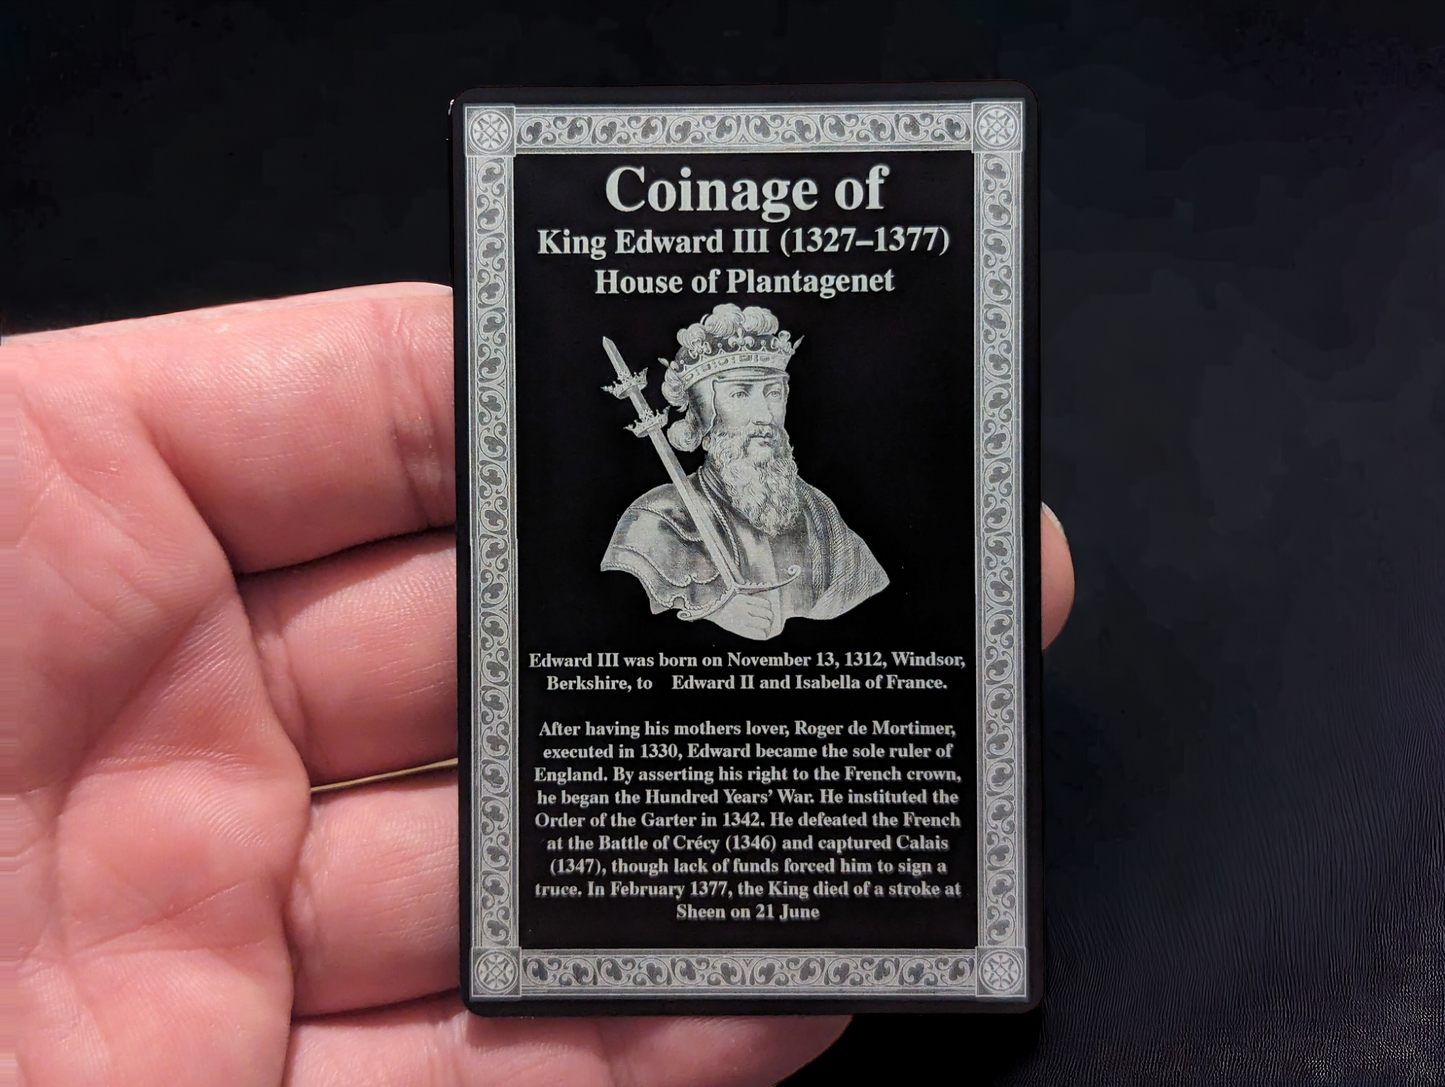 Coinage of
King Edward III (1327–1377)
House of Plantagenet
Edward III was born on November 13, 1312, Windsor,
Berkshire, to Edward II and Isabella of France.
After having his mothers lover, Roger de Mortimer,
executed in 1330, Edward became the sole ruler of
England. By asserting his right to the French crown,
he began the Hundred Years’ War. He instituted the
Order of the Garter in 1342. He defeated the French
at the Battle of Crécy (1346) and captured Calais
(1347), though lack of funds forced him to sign a
truce. In February 1377, the King died of a stroke at
Sheen on 21 June